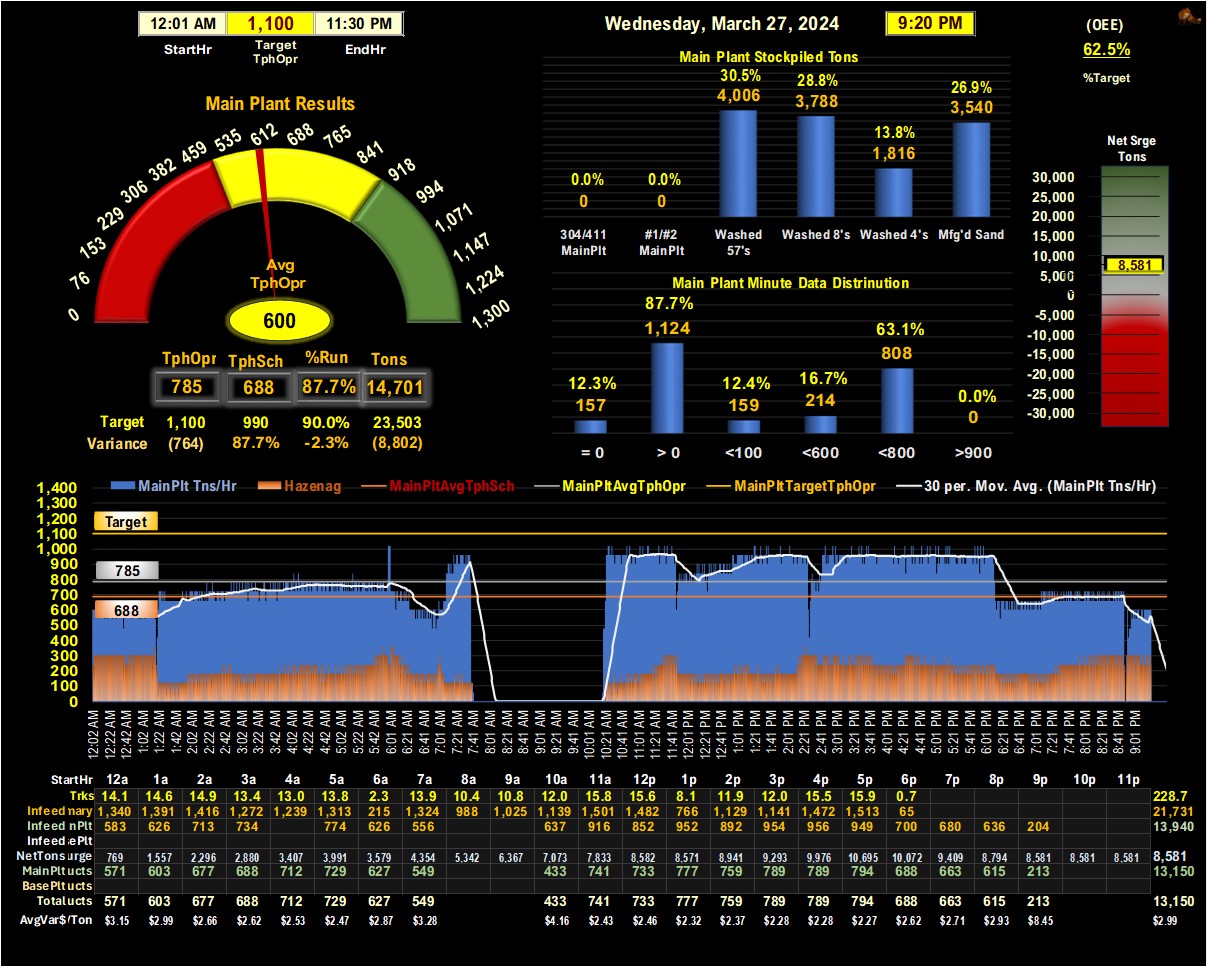 12:01 AM 1,100 11:30 PM
StartHr Target TphOpr EndHr
Wednesday, March 27, 2024 9:20 PM
(OEE)
62.5%
%Target
Main Plant Results
0 76 153 229 306 382 459 535 612 688 765 841 918 994 1,071 1,147 1,224 1,300
Avg
TphOpr
600
TphOpr TphSch %Run Tons
785 688 87.7% 14,701
Target 1,100 990 90.0% 23,503
Variance (764) 87.7% -2.3% (8,802)
Main Plant Stockpiled Tons
0.0% 0.0% 30.5% 28.8% 13.8% 26.9%
0 0 4,006 3,788 1,816 3,540
304/411 MainPlt #1/#2 MainPlt Washed 57's Washed 8's Washed 4's Mfg'd Sand
Main Plant Minute Data Distrinution
12.3% 87.7% 12.4% 16.7% 63.1% 0.0%
157 1,124 159 214 808 0
= 0 > 0 <100 <600 <800 >900
Net Srge
Tons
30,000
25,000
20,000
15,000
10,000
8,581
5,000
0
-5,000
-10,000
-15,000
-20,000
-25,000
-30,000
MainPlt Tns/Hr Hazenag MainPltAvgTphSch MainPltAvgTphOpr MainPltTargetTphOpr 30 per. Mov. Avg. (MainPlt Tns/Hr)
1,400
1,300
1,200
1,100
1,000
900
800
700
600
500
400
300
200
100
0
Target
785
688
12:02 AM 12:22 AM 12:42 AM 1:02 AM 1:22 AM 1:42 AM 2:02 AM 2:22 AM 2:42 AM 3:02 AM 3:22 AM 3:42 AM 4:02 AM 4:22 AM 4:42 AM 5:02 AM 5:22 AM 5:42 AM 6:01 AM 6:21 AM 6:41 AM 7:01 AM 7:21 AM 7:41 AM 8:01 AM 8:21 AM 8:41 AM 9:01 AM 9:21 AM 9:41 AM 10:01 AM 10:21 AM 10:41 AM 11:01 AM 11:21 AM 11:41 AM 12:01 PM 12:21 PM 12:41 PM 1:01 PM 1:21 PM 1:41 PM 2:01 PM 2:21 PM 2:41 PM 3:01 PM 3:21 PM 3:41 PM 4:01 PM 4:21 PM 4:41 PM 5:01 PM 5:21 PM 5:41 PM 6:01 PM 6:21 PM 6:41 PM 7:01 PM 7:21 PM 7:41 PM 8:01 PM 8:21 PM 8:41 PM 9:01 PM
StartHr 12a 1a 2a 3a 4a 5a 6a 7a 8a 9a 10a 11a 12p 1p 2p 3p 4p 5p 6p 7p 8p 9p 10p 11p
Trks 14.1 14.6 14.9 13.4 13.0 13.8 2.3 13.9 10.4 10.8 12.0 15.8 15.6 8.1 11.9 12.0 15.5 15.9 0.7 228.7
Infeed nary 1,340 1,391 1,416 1,272 1,239 1,313 215 1,324 988 1,025 1,139 1,501 1,482 766 1,129 1,141 1,472 1,513 65 21,731
Infeed nPlt 583 626 713 734 774 626 556 637 916 852 952 892 954 956 949 700 680 636 204 13,940
Infeed ePlt
NetTons urge 769 1,557 2,296 2,880 3,407 3,991 3,579 4,354 5,342 6,367 7,073 7,833 8,582 8,571 8,941 9,293 9,976 10,695 10,072 9,409 8,794 8,581 8,581 8,581 8,581
MainPlt ucts 571 603 677 688 712 729 627 549 433 741 733 777 759 789 789 794 688 663 615 213 13,150
BasePlt ucts
Total ucts 571 603 677 688 712 729 627 549 433 741 733 777 759 789 789 794 688 663 615 213 13,150
AvgVar$/Ton $3.15 $2.99 $2.66 $2.62 $2.53 $2.47 $2.87 $3.28 $4.16 $2.43 $2.46 $2.32 $2.37 $2.28 $2.28 $2.27 $2.62 $2.71 $2.93 $8.45 $2.99